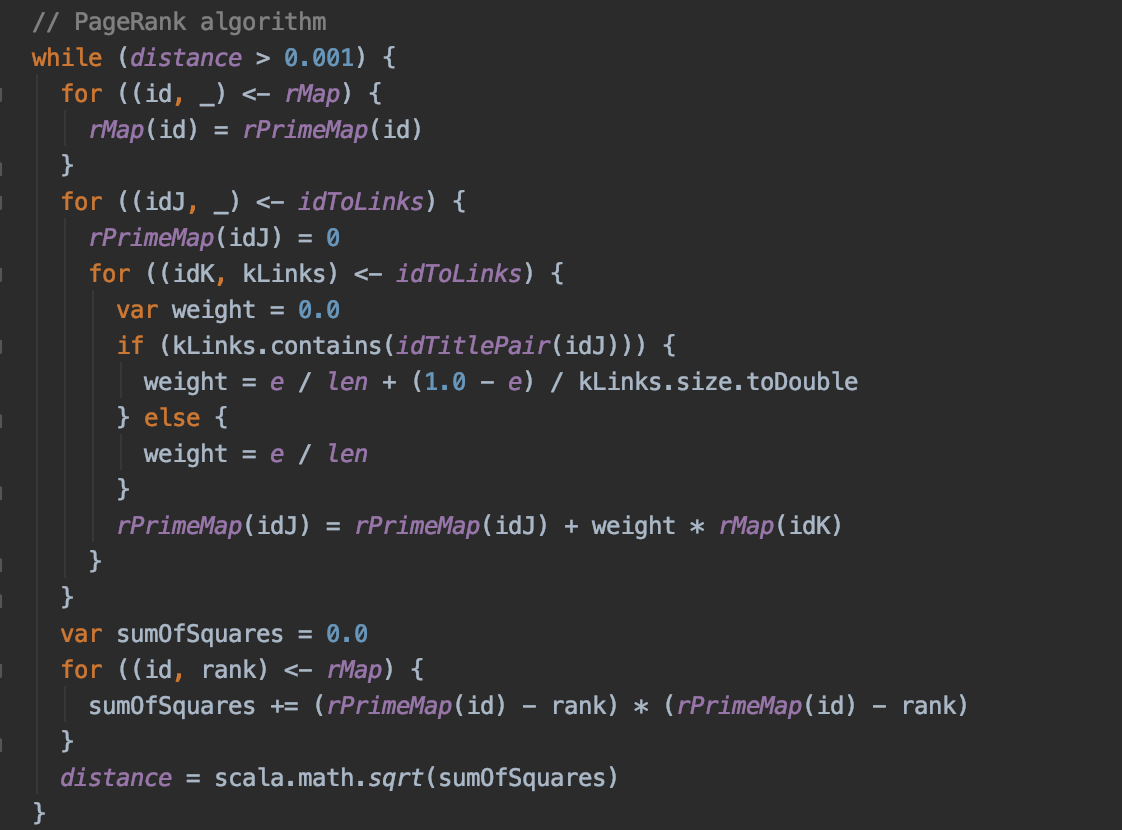 // PageRank algorithm
while (distance > 0.001) {
  for ((id, _) <- rMap) {
    rMap(id) = rPrimeMap(id)
  }
  for ((idJ, _) <- idToLinks) {
    rPrimeMap(idJ) = 0
    for ((idK, kLinks) <- idToLinks) {
      var weight = 0.0
      if (kLinks.contains(idTitlePair(idJ))) {
        weight = e / len + (1.0 - e) / kLinks.size.toDouble
      } else {
        weight = e / len
      }
      rPrimeMap(idJ) = rPrimeMap(idJ) + weight * rMap(idK)
    }
  }
  var sumOfSquares = 0.0
  for ((id, rank) <- rMap) {
    sumOfSquares += (rPrimeMap(id) - rank) * (rPrimeMap(id) - rank)
  }
  distance = scala.math.sqrt(sumOfSquares)
}